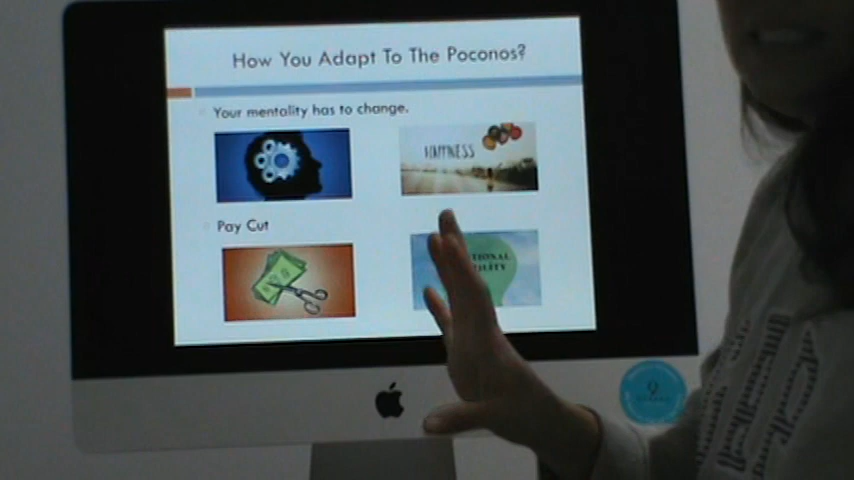 How You Adapt To The Poconos?
Your mentality has to change.
HAPPINESS
Pay Cut